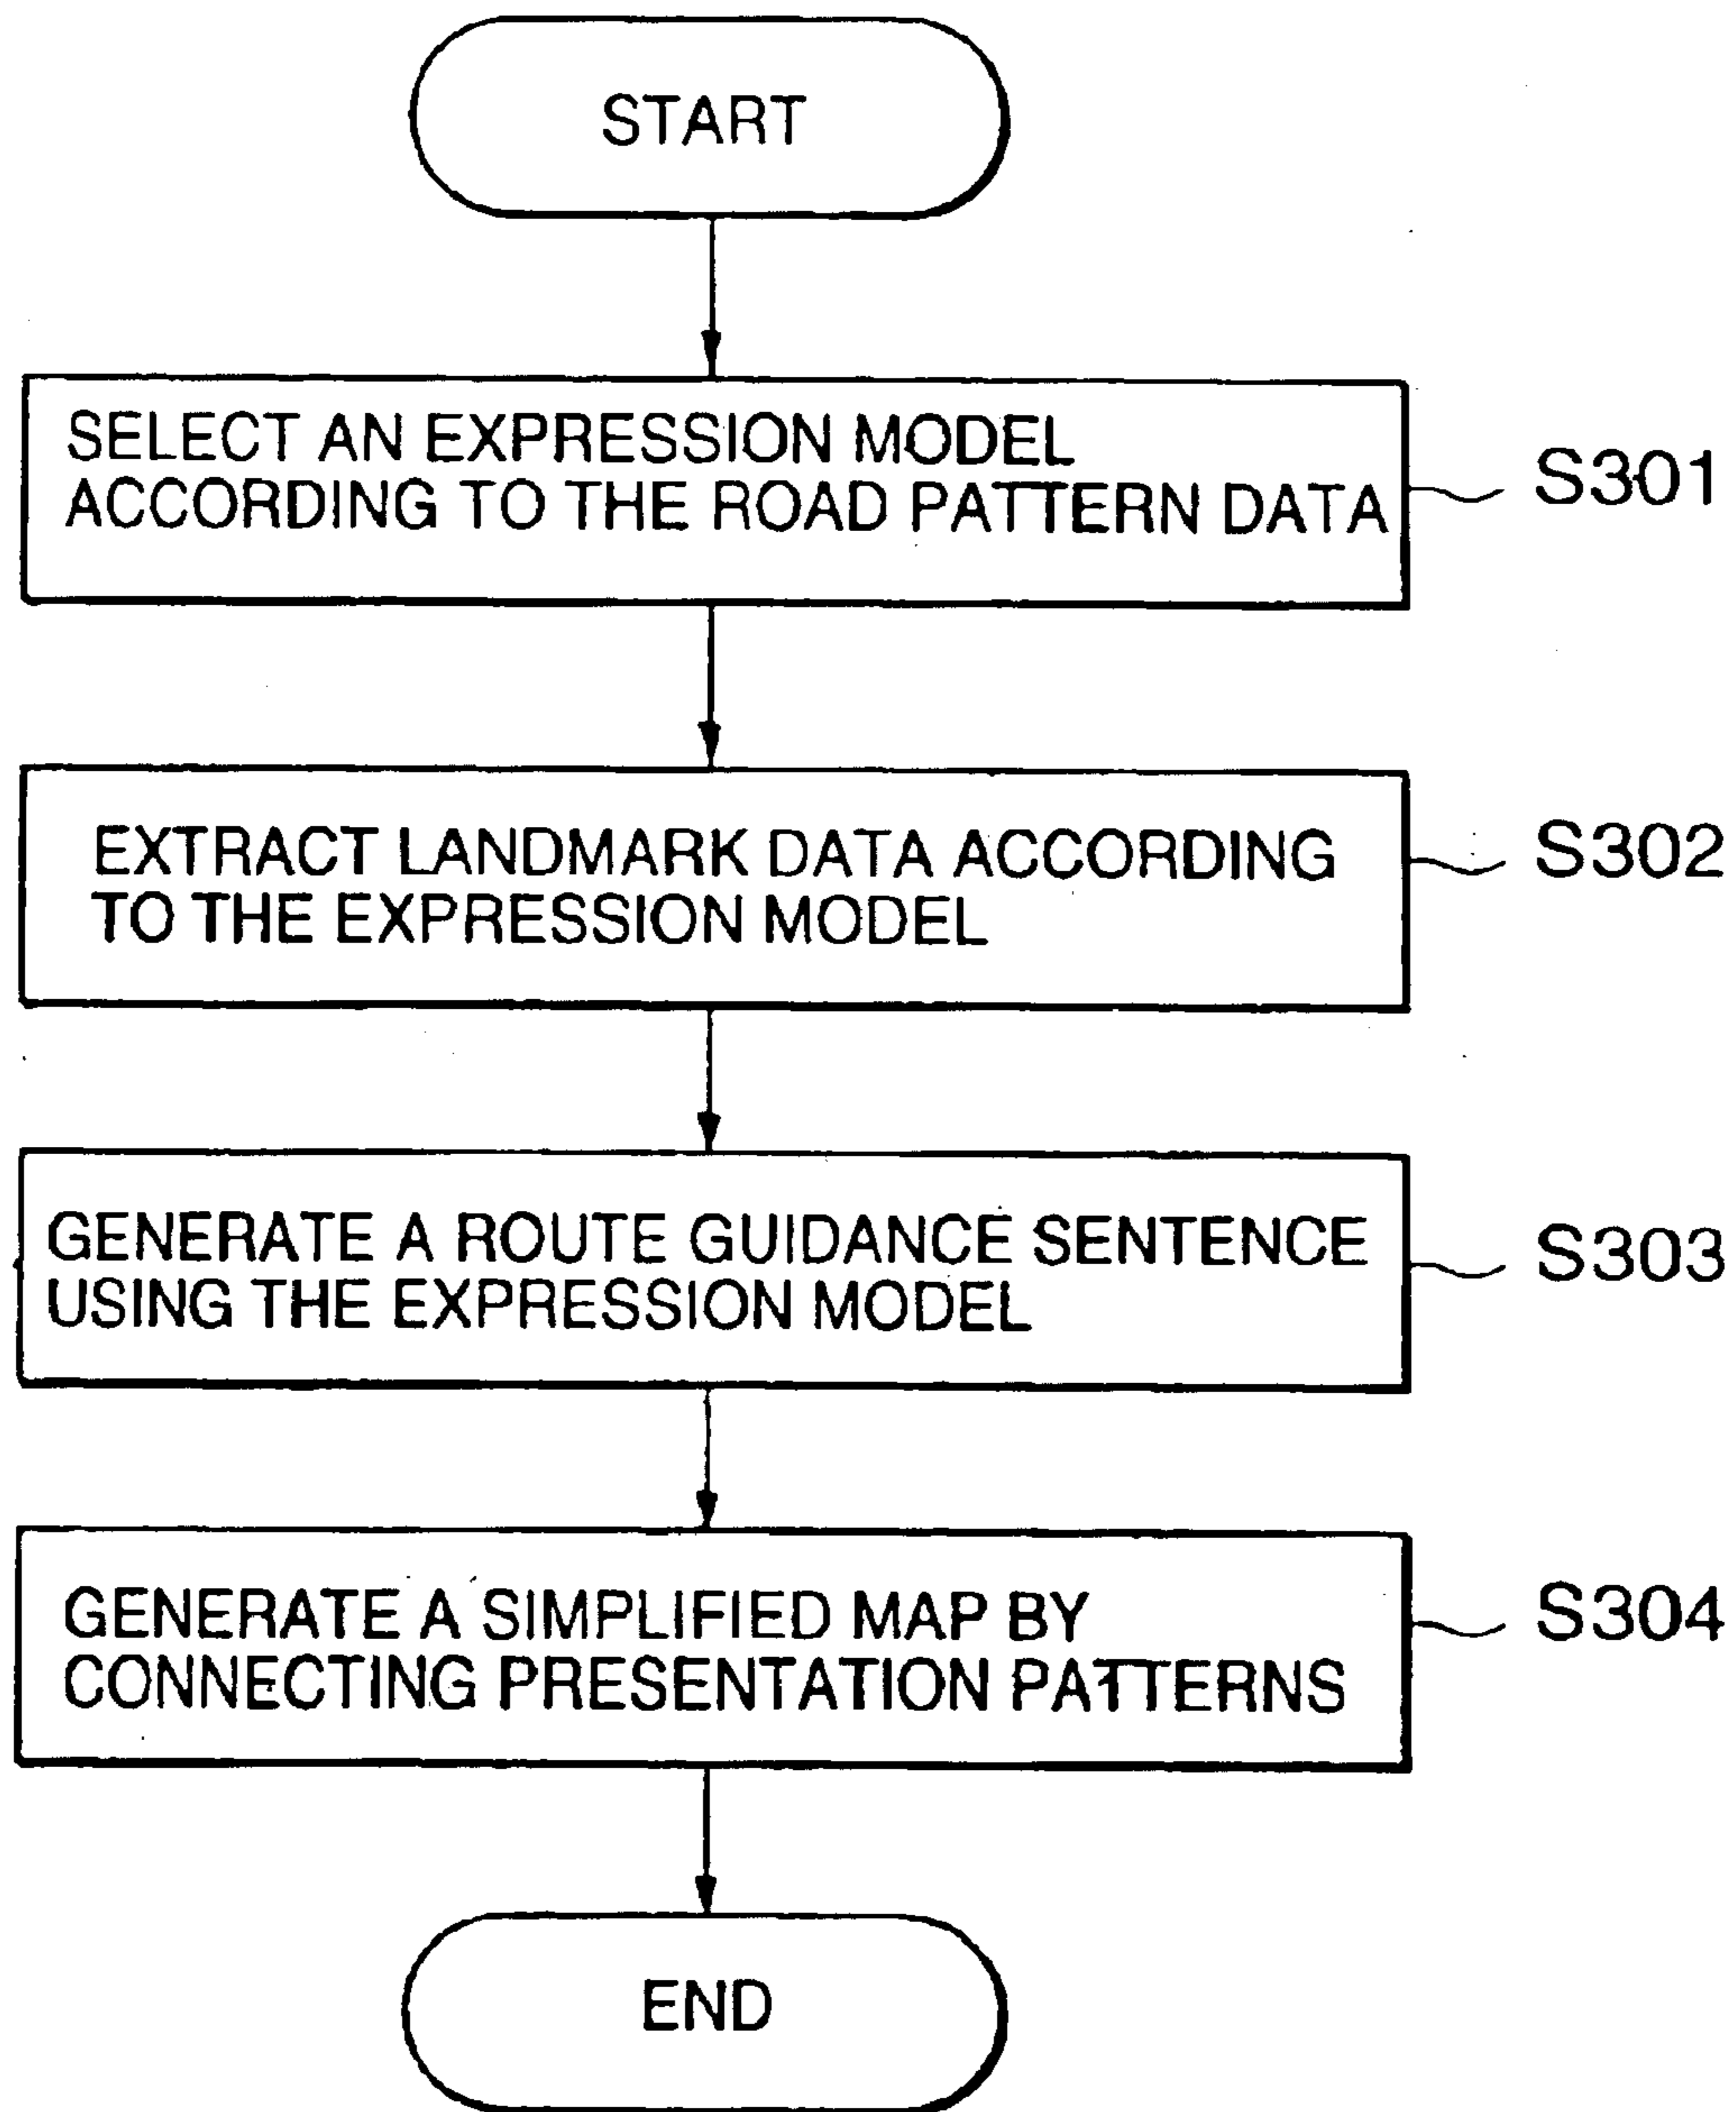 START
SELECT AN EXPRESSION MODEL
ACCORDING TO THE ROAD PATTERN DATA
S301
EXTRACT LANDMARK DATA ACCORDING
TO THE EXPRESSION MODEL
S302
GENERATE A ROUTE GUIDANCE SENTENCE
USING THE EXPRESSION MODEL
S303
GENERATE A SIMPLIFIED MAP BY
CONNECTING PRESENTATION PATTERNS
S304
END